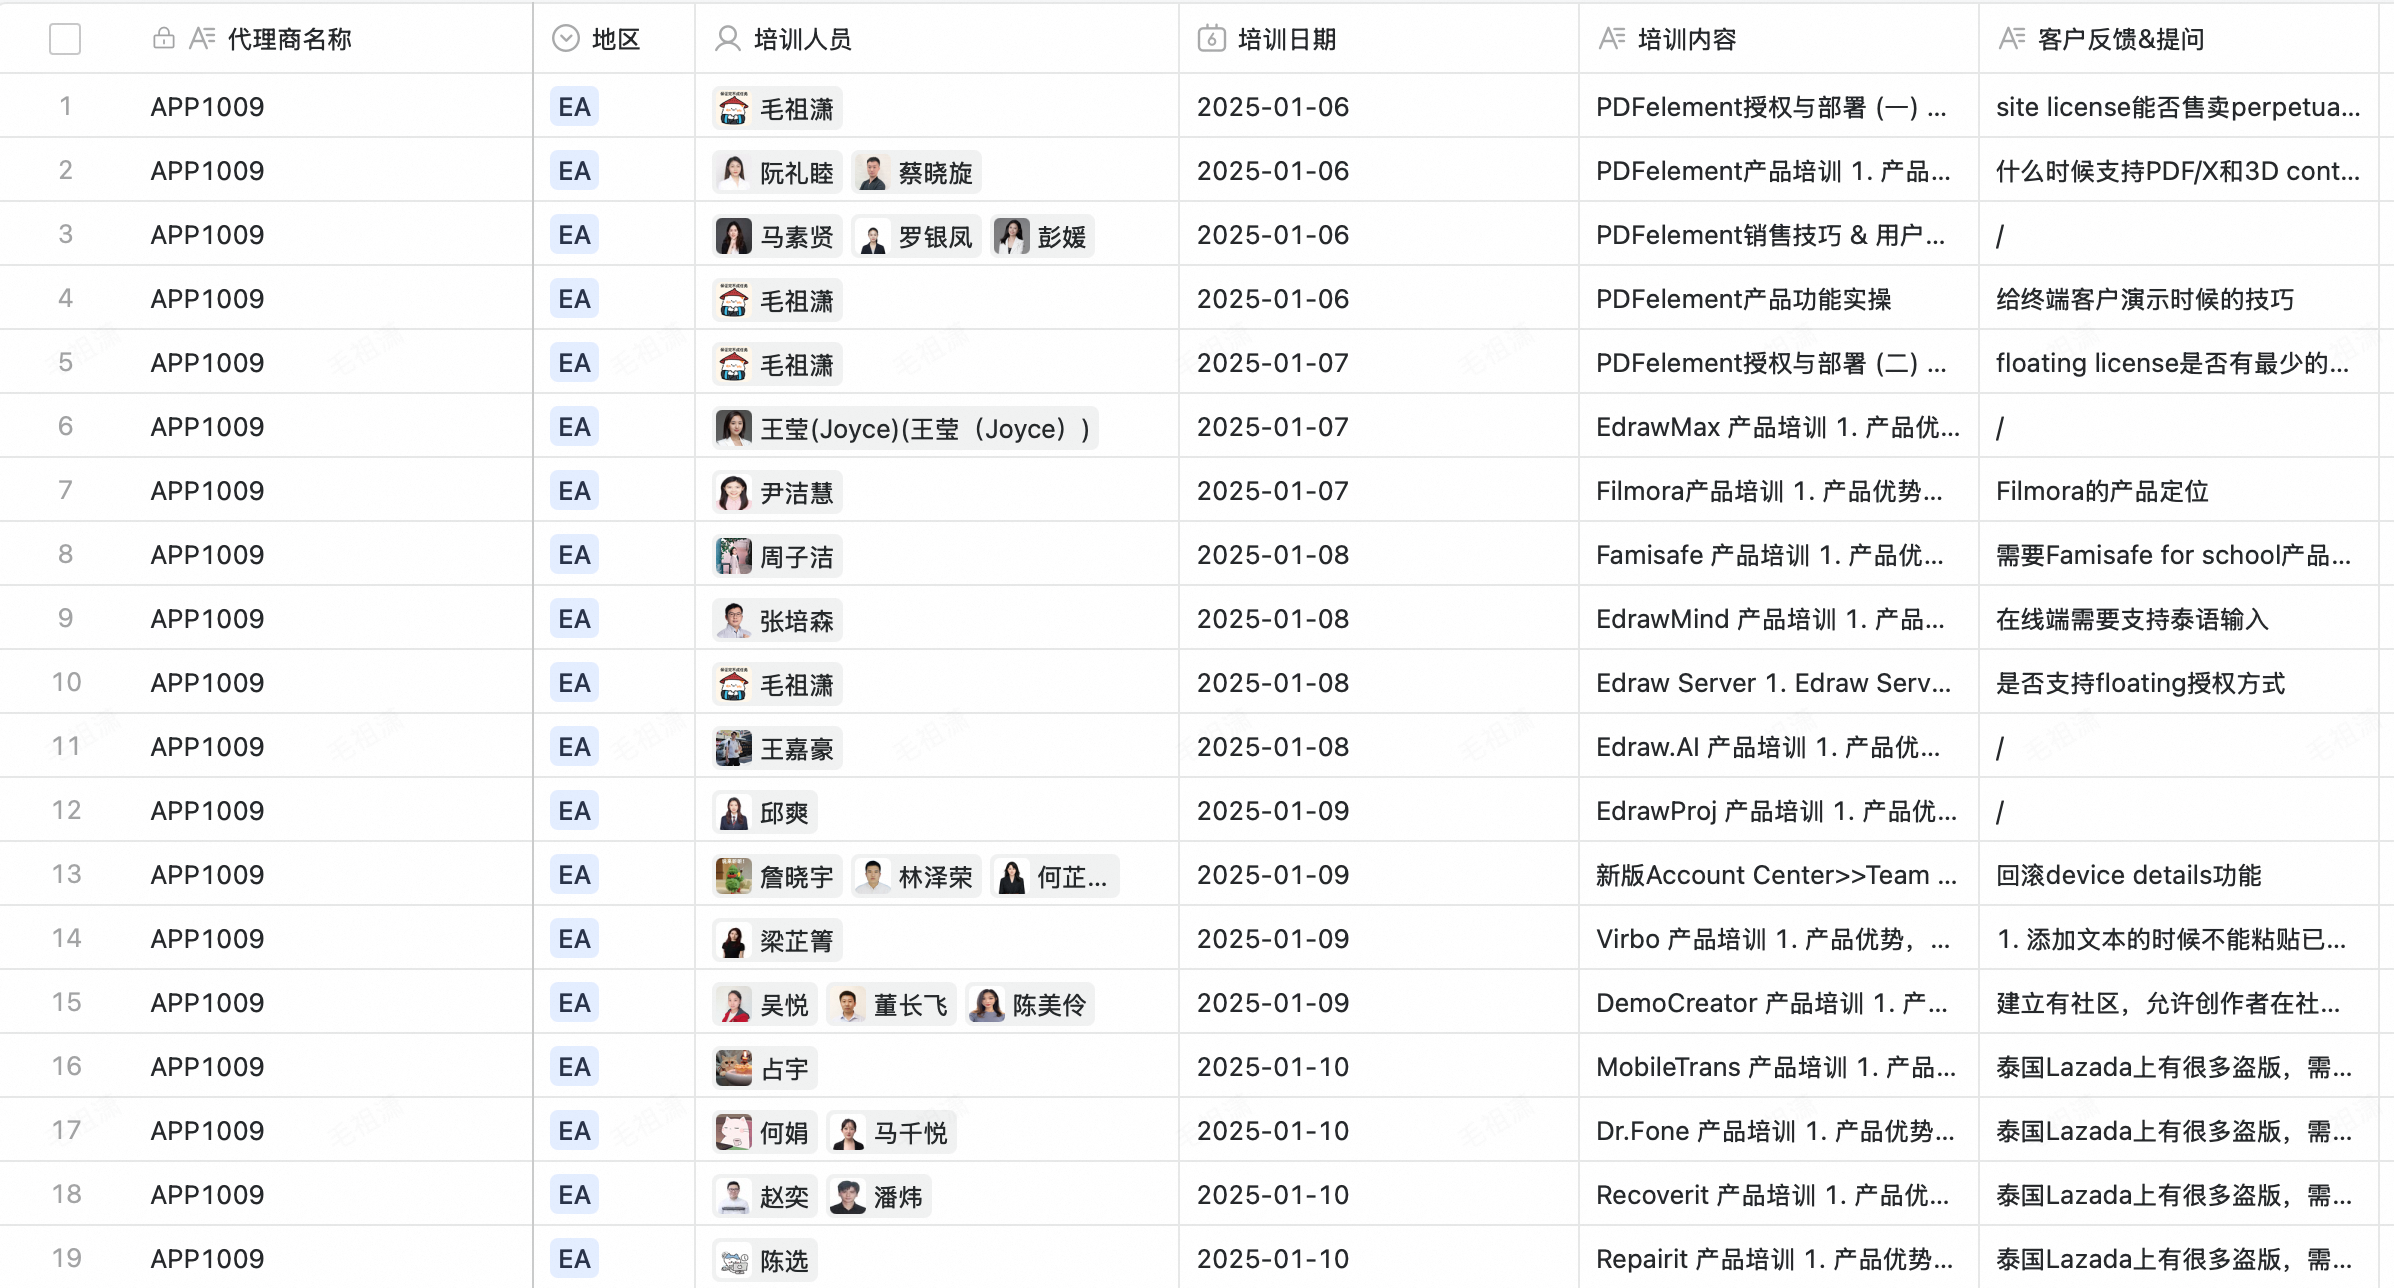 代理商名称 地区 培训人员 培训日期 培训内容 客户反馈&提问
1 APP1009 EA 毛祖潇 2025-01-06 PDFelement授权与部署 (一) ... site license能否售卖perpetua...
2 APP1009 EA 阮礼睦 蔡晓旋 2025-01-06 PDFelement产品培训 1. 产品... 什么时候支持PDF/X和3D cont...
3 APP1009 EA 马素贤 罗银凤 彭媛 2025-01-06 PDFelement销售技巧 & 用户... /
4 APP1009 EA 毛祖潇 2025-01-06 PDFelement产品功能实操 给终端客户演示时候的技巧
5 APP1009 EA 毛祖潇 2025-01-07 PDFelement授权与部署 (二) ... floating license是否有最少的...
6 APP1009 EA 王莹(Joyce)(王莹（Joyce）) 2025-01-07 EdrawMax 产品培训 1. 产品优... /
7 APP1009 EA 尹洁慧 2025-01-07 Filmora产品培训 1. 产品优势... Filmora的产品定位
8 APP1009 EA 周子洁 2025-01-08 Famisafe 产品培训 1. 产品优... 需要Famisafe for school产品...
9 APP1009 EA 张培森 2025-01-08 EdrawMind 产品培训 1. 产品... 在线端需要支持泰语输入
10 APP1009 EA 毛祖潇 2025-01-08 Edraw Server 1. Edraw Serv... 是否支持floating授权方式
11 APP1009 EA 王嘉豪 2025-01-08 Edraw.AI 产品培训 1. 产品优... /
12 APP1009 EA 邱爽 2025-01-09 EdrawProj 产品培训 1. 产品优... /
13 APP1009 EA 詹晓宇 林泽荣 何芷... 2025-01-09 新版Account Center>>Team ... 回滚device details功能
14 APP1009 EA 梁芷箐 2025-01-09 Virbo 产品培训 1. 产品优势，... 1. 添加文本的时候不能粘贴已...
15 APP1009 EA 吴悦 董长飞 陈美伶 2025-01-09 DemoCreator 产品培训 1. 产... 建立有社区，允许创作者在社...
16 APP1009 EA 占宇 2025-01-10 MobileTrans 产品培训 1. 产品... 泰国Lazada上有很多盗版，需...
17 APP1009 EA 何娟 马千悦 2025-01-10 Dr.Fone 产品培训 1. 产品优势... 泰国Lazada上有很多盗版，需...
18 APP1009 EA 赵奕 潘炜 2025-01-10 Recoverit 产品培训 1. 产品优... 泰国Lazada上有很多盗版，需...
19 APP1009 EA 陈选 2025-01-10 Repairit 产品培训 1. 产品优势... 泰国Lazada上有很多盗版，需...